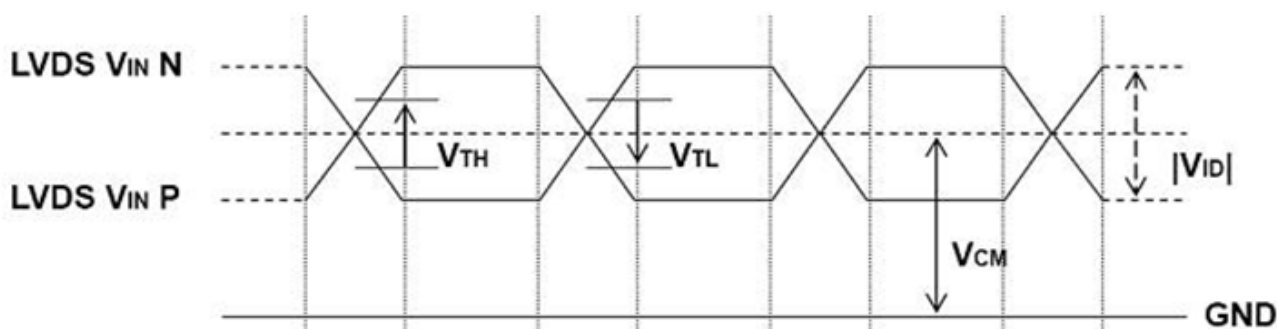 LVDS VIN N
VTH
VTL
|VID|
LVDS VIN P
VCM
GND